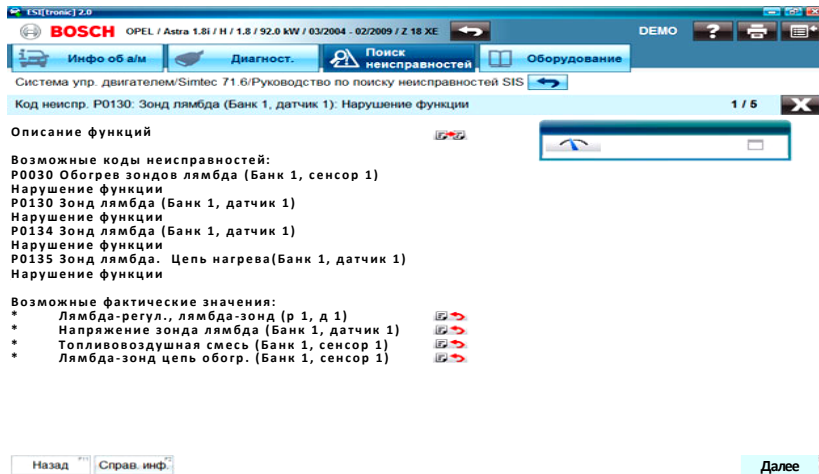 ESI[tronic] 2.0
BOSCH OPEL / Astra 1.8i / H / 1.8 / 92.0 kW / 03/2004 - 02/2009 / Z 18 XE DEMO ?
Инфо об а/м Диагност. Поиск неисправностей Оборудование
Система упр. двигателем/Simtec 71.6/Руководство по поиску неисправностей SIS
Код неиспр. P0130: Зонд лямбда (Банк 1, датчик 1): Нарушение функции 1 / 5 X
Описание функций
Возможные коды неисправностей:
P0030 Обогрев зондов лямбда (Банк 1, сенсор 1)
Нарушение функции
P0130 Зонд лямбда (Банк 1, датчик 1)
Нарушение функции
P0134 Зонд лямбда (Банк 1, датчик 1)
Нарушение функции
P0135 Зонд лямбда. Цепь нагрева(Банк 1, датчик 1)
Нарушение функции
Возможные фактические значения:
* Лямбда-регул., лямбда-зонд (р 1, д 1)
* Напряжение зонда лямбда (Банк 1, датчик 1)
* Топливовоздушная смесь (Банк 1, сенсор 1)
* Лямбда-зонд цепь обогр. (Банк 1, сенсор 1)
Назад F11 Справ. инф. F2 Далее